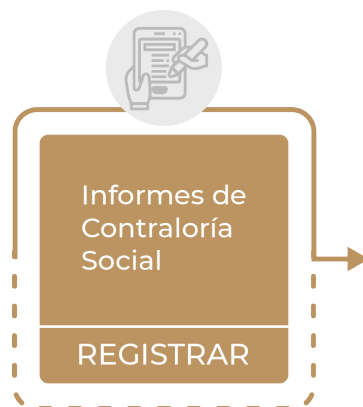 Informes de
Contraloría
Social
REGISTRAR